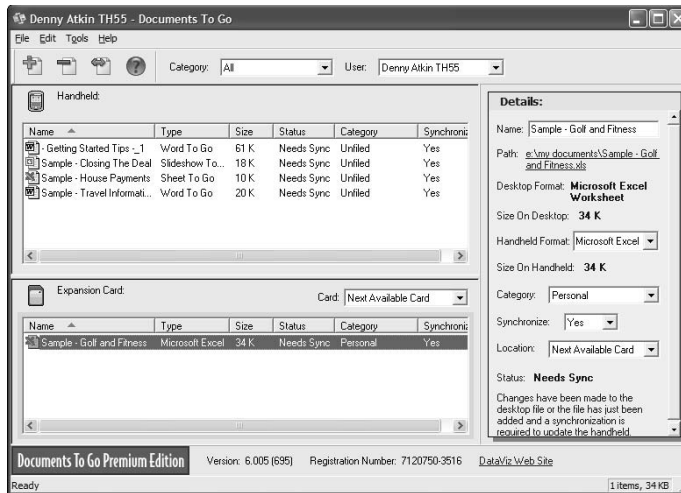 Denny Atkin TH55 - Documents To Go
File Edit Tools Help
Category: All User: Denny Atkin TH55
Handheld:
Name Type Size Status Category Synchroniz
- Getting Started Tips -_1 Word To Go 61 K Needs Sync Unfiled Yes
Sample - Closing The Deal Slideshow To... 18 K Needs Sync Unfiled Yes
Sample - House Payments Sheet To Go 10 K Needs Sync Unfiled Yes
Sample - Travel Informati... Word To Go 20 K Needs Sync Unfiled Yes
Expansion Card:
Card: Next Available Card
Name Type Size Status Category Synchroniz
Sample - Golf and Fitness Microsoft Excel 34 K Needs Sync Personal Yes
Details:
Name: Sample - Golf and Fitness
Path: e:\my documents\Sample - Golf
and Fitness.xls
Desktop Format: Microsoft Excel
Worksheet
Size On Desktop: 34 K
Handheld Format: Microsoft Excel
Size On Handheld: 34 K
Category: Personal
Synchronize: Yes
Location: Next Available Card
Status: Needs Sync
Changes have been made to the
desktop file or the file has just been
added and a synchronization is
required to update the handheld.
Documents To Go Premium Edition Version: 6.005 (695) Registration Number: 7120750-3516 DataViz Web Site
Ready 1 items, 34 KB